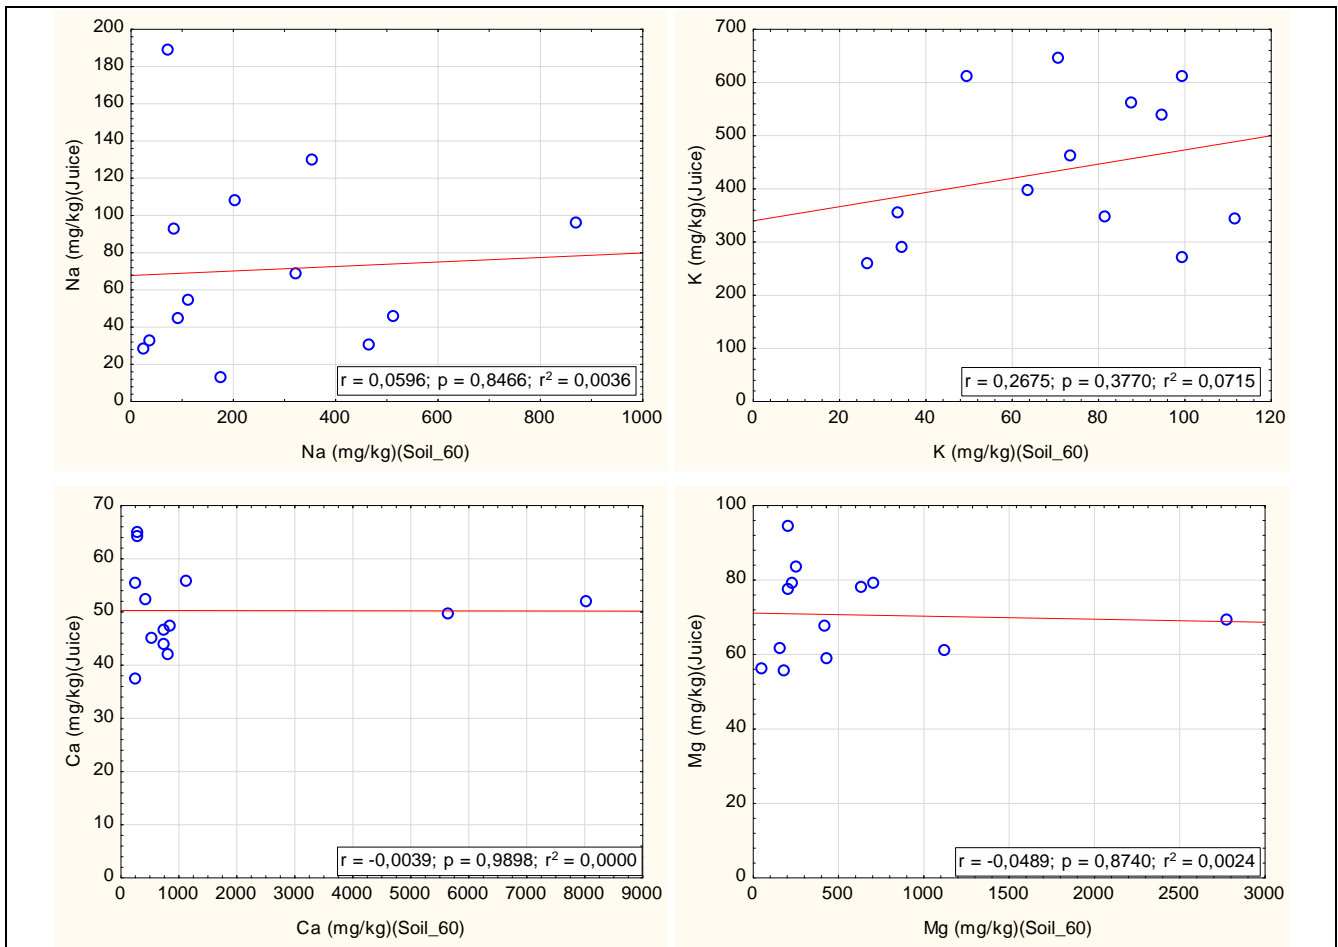 200
180
160
140
120
100
80
60
40
20
0
Na (mg/kg)(Juice)
r = 0,0596; p = 0,8466; r² = 0,0036
0 200 400 600 800 1000
Na (mg/kg)(Soil_60)
700
600
500
400
300
200
100
0
K (mg/kg)(Juice)
r = 0,2675; p = 0,3770; r² = 0,0715
0 20 40 60 80 100 120
K (mg/kg)(Soil_60)
70
60
50
40
30
20
10
0
Ca (mg/kg)(Juice)
r = -0,0039; p = 0,9898; r² = 0,0000
0 1000 2000 3000 4000 5000 6000 7000 8000 9000
Ca (mg/kg)(Soil_60)
100
80
60
40
20
0
Mg (mg/kg)(Juice)
r = -0,0489; p = 0,8740; r² = 0,0024
0 500 1000 1500 2000 2500 3000
Mg (mg/kg)(Soil_60)